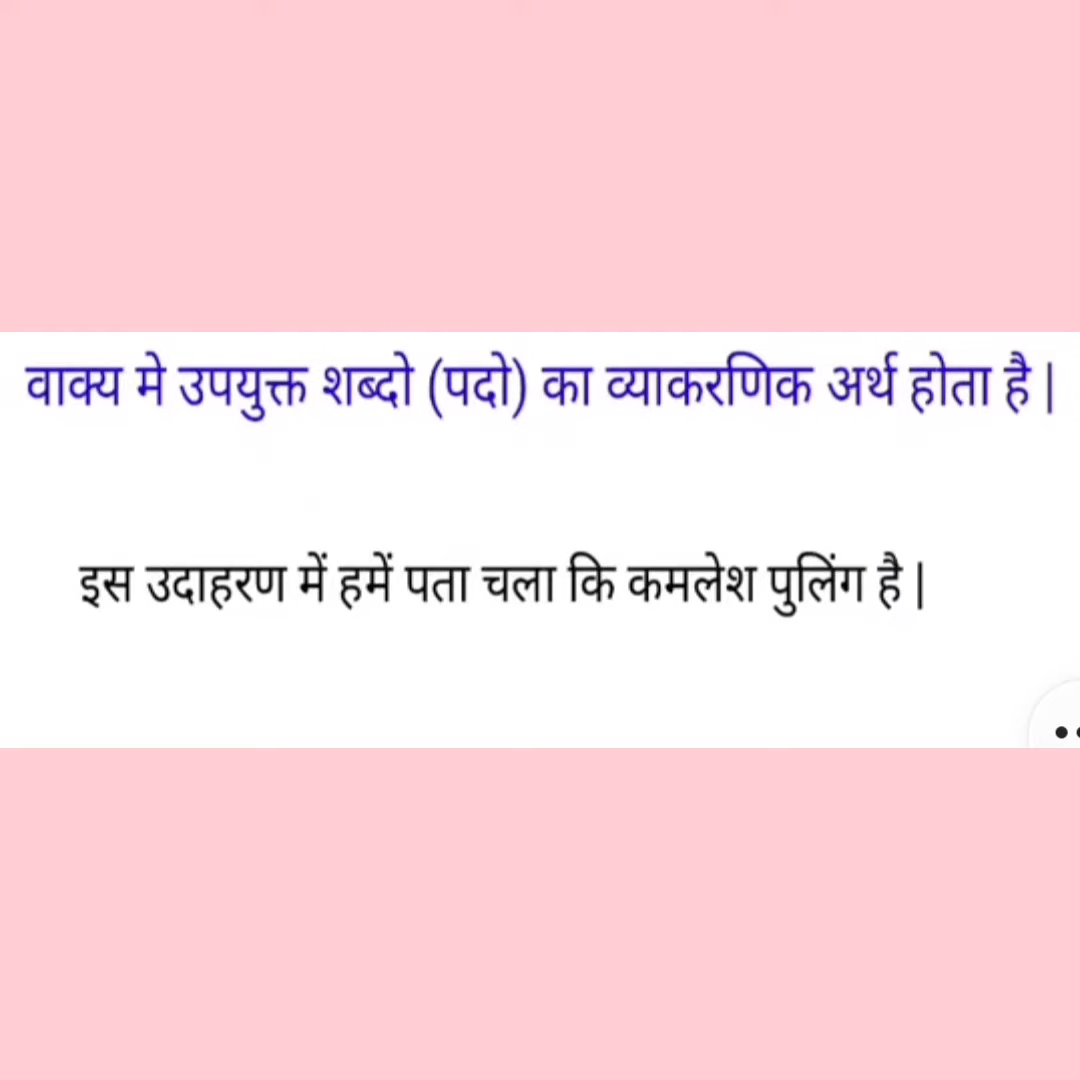 वाक्य मे उपयुक्त शब्दो (पदो) का व्याकरणिक अर्थ होता है |
इस उदाहरण में हमें पता चला कि कमलेश पुलिंग है |